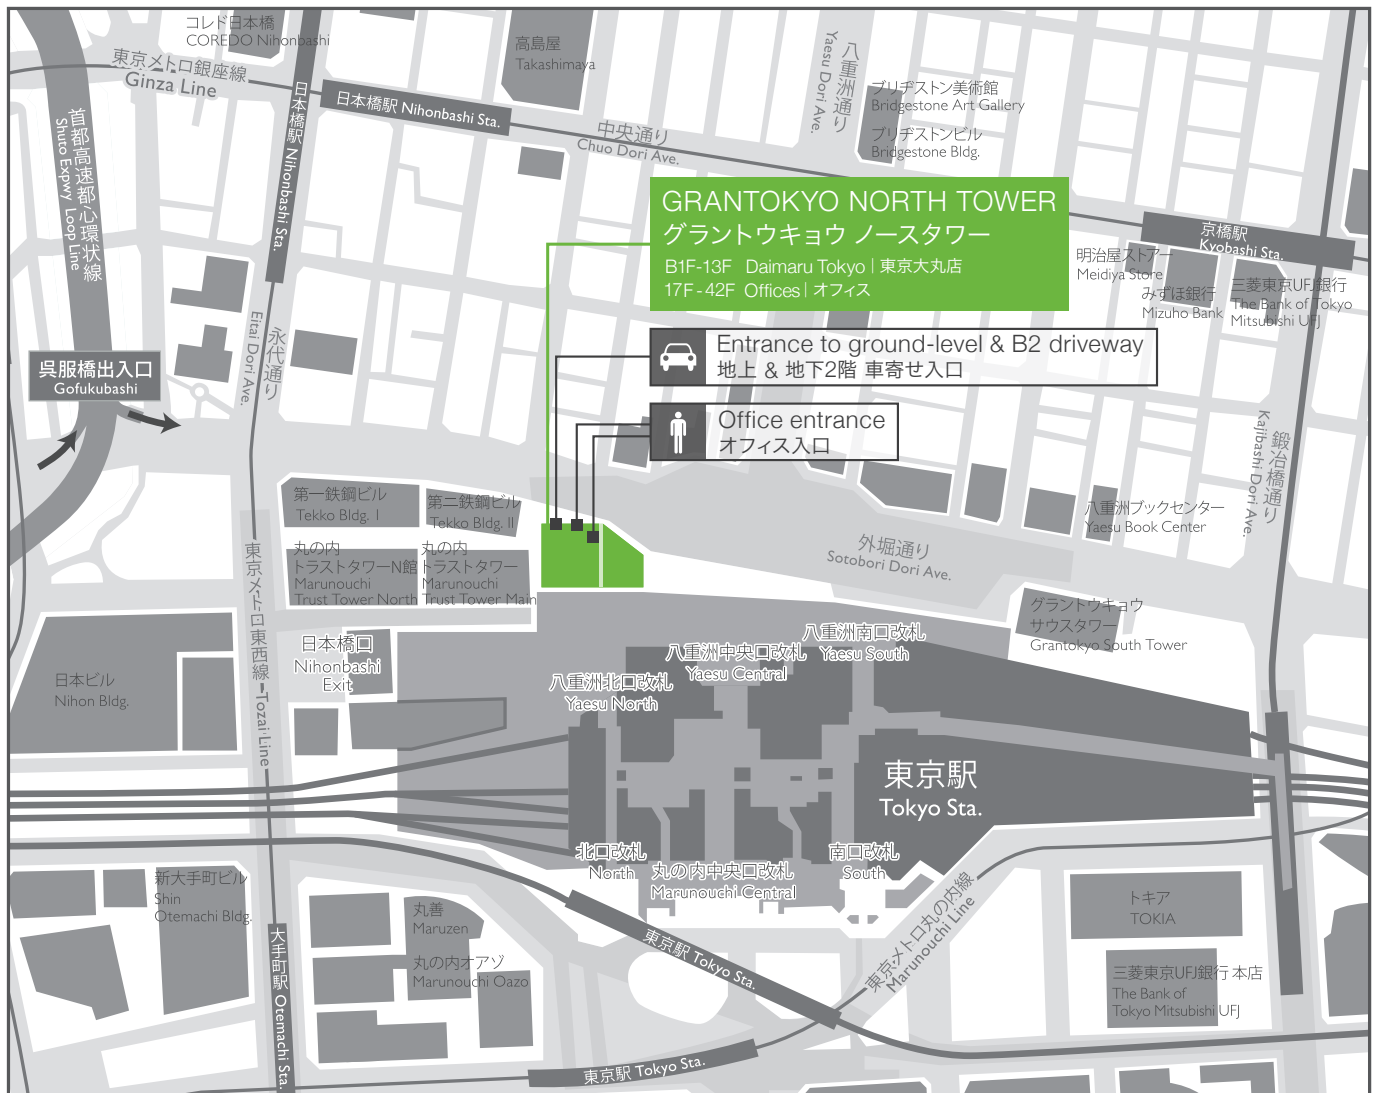 コレド日本橋
COREDO Nihonbashi
東京メトロ銀座線
Ginza Line
高島屋
Takashimaya
日本橋駅 Nihonbashi Sta.
日本橋駅 Nihonbashi Sta.
首都高速都心環状線
Shuto Expwy Loop Line
中央通り
Chuo Dori Ave.
八重洲通り
Yaesu Dori Ave.
ブリヂストン美術館
Bridgestone Art Gallery
ブリヂストンビル
Bridgestone Bldg.
GRANTOKYO NORTH TOWER
グラントウキョウ ノースタワー
B1F-13F Daimaru Tokyo | 東京大丸店
17F-42F Offices | オフィス
京橋駅
Kyobashi Sta.
明治屋ストアー
Meidiya Store
みずほ銀行
Mizuho Bank
三菱東京UFJ銀行
The Bank of Tokyo
Mitsubishi UFJ
Entrance to ground-level & B2 driveway
地上 & 地下2階 車寄せ入口
Office entrance
オフィス入口
呉服橋出入口
Gofukubashi
永代通り
Eitai Dori Ave.
鍛冶橋通り
Kajibashi Dori Ave.
第一鉄鋼ビル
Tekko Bldg. I
第二鉄鋼ビル
Tekko Bldg. II
丸の内
トラストタワーN館
Marunouchi
Trust Tower North
丸の内
トラストタワー
Marunouchi
Trust Tower Main
八重洲ブックセンター
Yaesu Book Center
外堀通り
Sotobori Dori Ave.
グラントウキョウ
サウスタワー
Grantokyo South Tower
東京メトロ東西線 Tozai Line
日本橋口
Nihonbashi
Exit
日本ビル
Nihon Bldg.
八重洲北口改札
Yaesu North
八重洲中央口改札
Yaesu Central
八重洲南口改札
Yaesu South
東京駅
Tokyo Sta.
北口改札
North
丸の内中央口改札
Marunouchi Central
南口改札
South
新大手町ビル
Shin
Otemachi Bldg.
大手町駅 Otemachi Sta.
丸善
Maruzen
丸の内オアゾ
Marunouchi Oazo
東京駅 Tokyo Sta.
東京メトロ丸の内線
Marunouchi Line
トキア
TOKIA
三菱東京UFJ銀行 本店
The Bank of
Tokyo Mitsubishi UFJ
東京駅 Tokyo Sta.